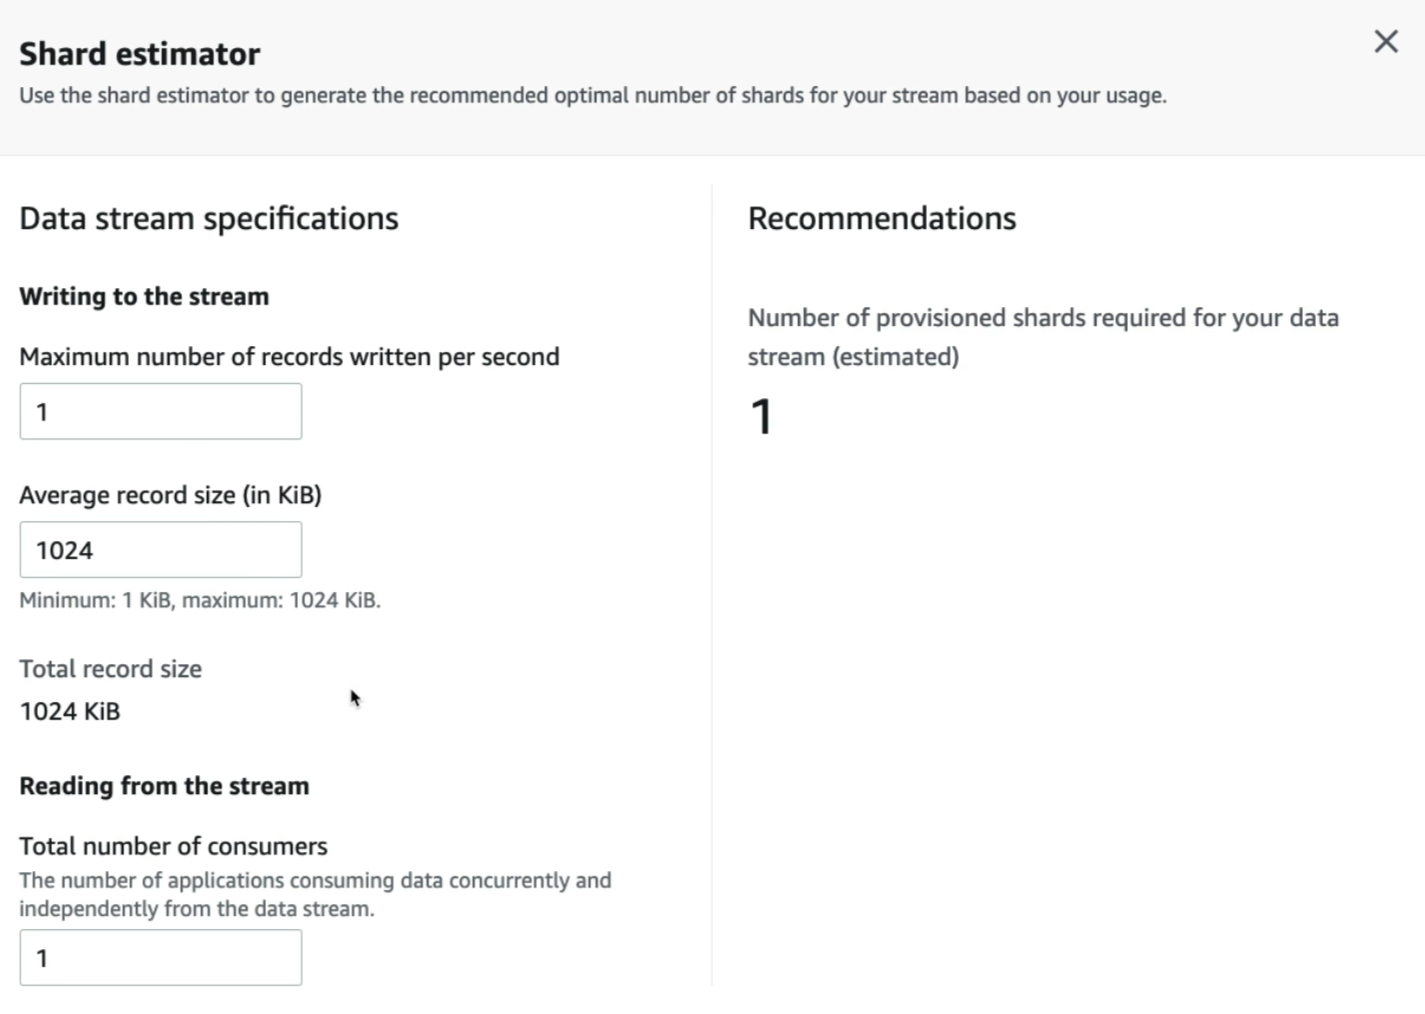 Shard estimator
Use the shard estimator to generate the recommended optimal number of shards for your stream based on your usage.
Data stream specifications
Writing to the stream
Maximum number of records written per second
1
Average record size (in KiB)
1024
Minimum: 1 KiB, maximum: 1024 KiB.
Total record size
1024 KiB
Reading from the stream
Total number of consumers
The number of applications consuming data concurrently and
independently from the data stream.
1
Recommendations
Number of provisioned shards required for your data
stream (estimated)
1